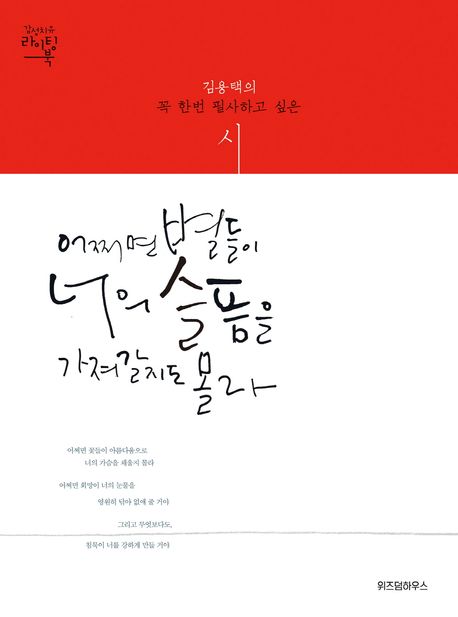 감성치유
라이팅
북
김용택의
꼭 한번 필사하고 싶은
시
어쩌면 별들이
너의 슬픔을
가져갈지도 몰라
어쩌면 꽃들이 아름다움으로
너의 가슴을 채울지 몰라
어쩌면 희망이 너의 눈물을
영원히 닦아 없애 줄 거야
그리고 무엇보다도,
침묵이 너를 강하게 만들 거야
위즈덤하우스